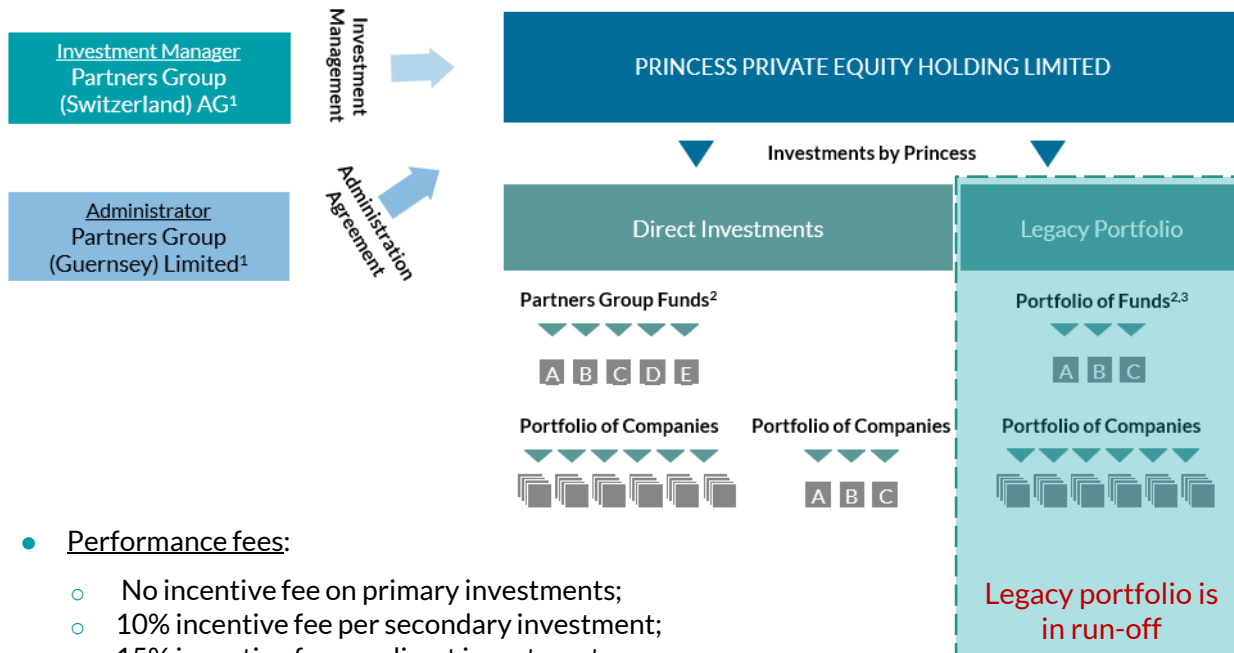 Investment Manager
Partners Group
(Switzerland) AG¹
Investment
Management
PRINCESS PRIVATE EQUITY HOLDING LIMITED
Administrator
Partners Group
(Guernsey) Limited¹
Administration
Agreement
Investments by Princess
Direct Investments
Legacy Portfolio
Partners Group Funds²
A B C D E
Portfolio of Funds²,³
A B C
Portfolio of Companies
Portfolio of Companies
A B C
Portfolio of Companies
• Performance fees:
○ No incentive fee on primary investments;
○ 10% incentive fee per secondary investment;
Legacy portfolio is
in run-off